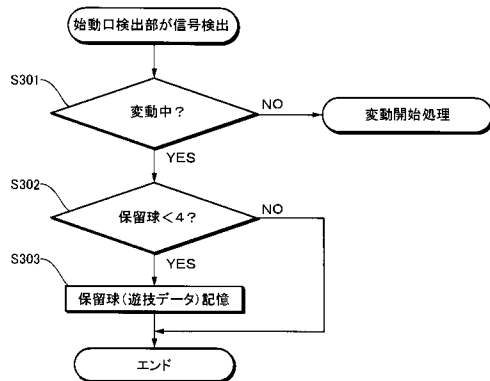 始動口検出部が信号検出
S301
変動中？
NO
変動開始処理
YES
S302
保留球＜4？
NO
YES
S303
保留球(遊技データ)記憶
エンド